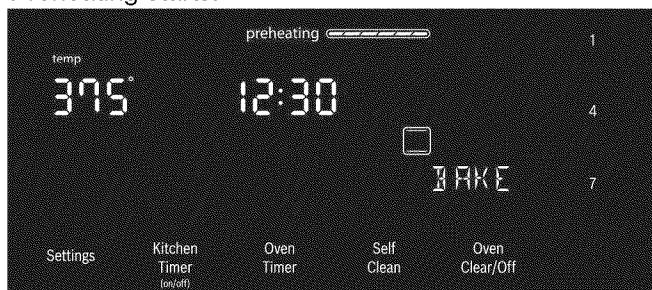 preheating
1
temp
375°
12:30
4
BAKE
7
Settings
Kitchen
Timer
(on/off)
Oven
Timer
Self
Clean
Oven
Clear/Off